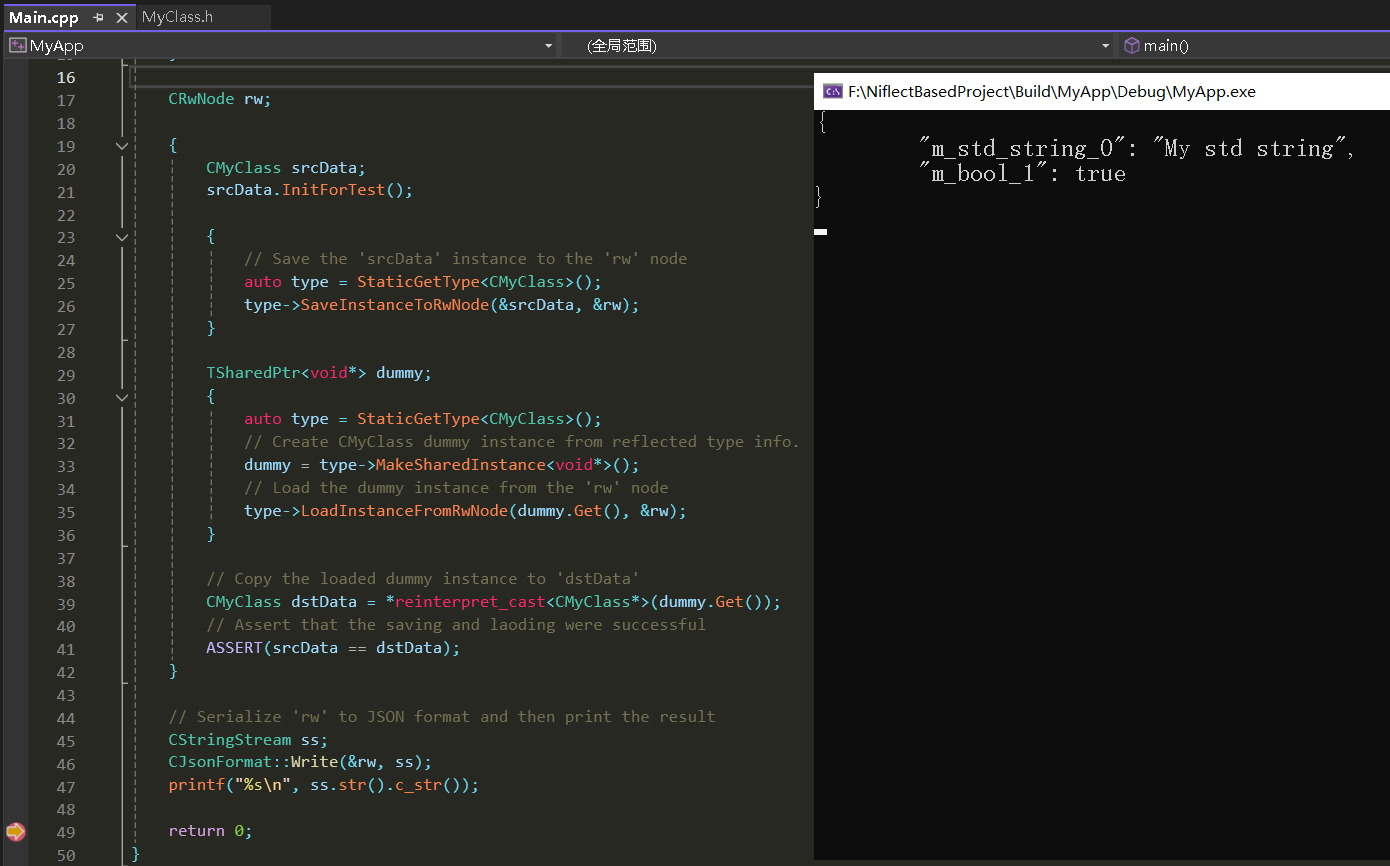 Main.cpp MyClass.h
MyApp (全局范围) main()
16
17 CRwNode rw;
18
19 {
20 CMyClass srcData;
21 srcData.InitForTest();
22
23 {
24 // Save the 'srcData' instance to the 'rw' node
25 auto type = StaticGetType<CMyClass>();
26 type->SaveInstanceToRwNode(&srcData, &rw);
27 }
28
29 TSharedPtr<void*> dummy;
30 {
31 auto type = StaticGetType<CMyClass>();
32 // Create CMyClass dummy instance from reflected type info.
33 dummy = type->MakeSharedInstance<void*>();
34 // Load the dummy instance from the 'rw' node
35 type->LoadInstanceFromRwNode(dummy.Get(), &rw);
36 }
37
38 // Copy the loaded dummy instance to 'dstData'
39 CMyClass dstData = *reinterpret_cast<CMyClass*>(dummy.Get());
40 // Assert that the saving and laoding were successful
41 ASSERT(srcData == dstData);
42 }
43
44 // Serialize 'rw' to JSON format and then print the result
45 CStringStream ss;
46 CJsonFormat::Write(&rw, ss);
47 printf("%s\n", ss.str().c_str());
48
49 return 0;
50 }
F:\NiflectBasedProject\Build\MyApp\Debug\MyApp.exe
{
"m_std_string_0": "My std string",
"m_bool_1": true
}